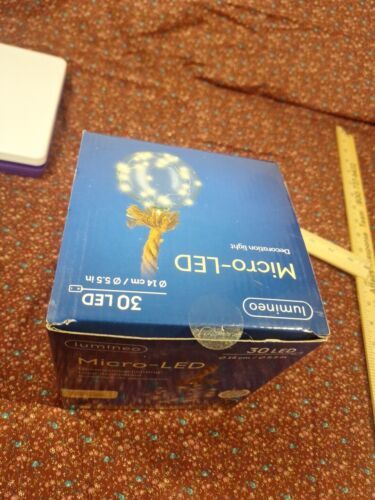 Micro-LED
Decoration light
30 LED
Ø 14 cm / Ø 5.5 in
lumineo
lumineo
Micro-LED
30 LED